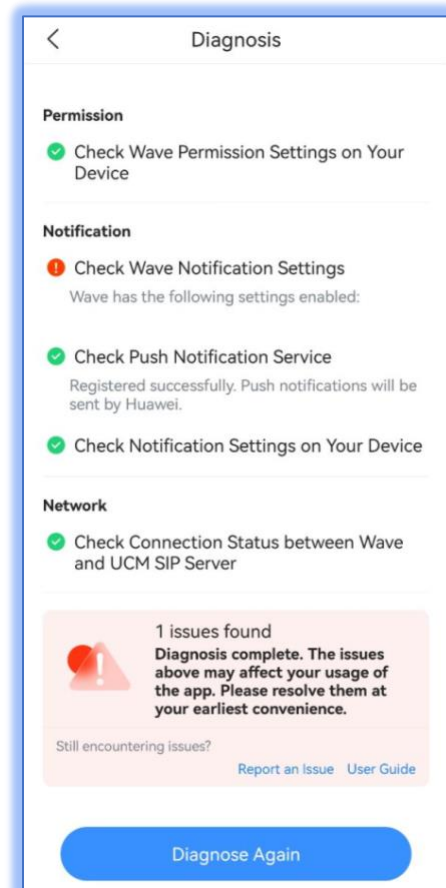 Diagnosis
Permission
Check Wave Permission Settings on Your
Device
Notification
Check Wave Notification Settings
Wave has the following settings enabled:
Check Push Notification Service
Registered successfully. Push notifications will be
sent by Huawei.
Check Notification Settings on Your Device
Network
Check Connection Status between Wave
and UCM SIP Server
1 issues found
Diagnosis complete. The issues
above may affect your usage of
the app. Please resolve them at
your earliest convenience.
Still encountering issues?
Report an Issue User Guide
Diagnose Again